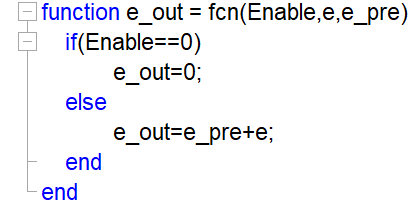 function e_out = fcn(Enable,e,e_pre)
if(Enable==0)
e_out=0;
else
e_out=e_pre+e;
end
end